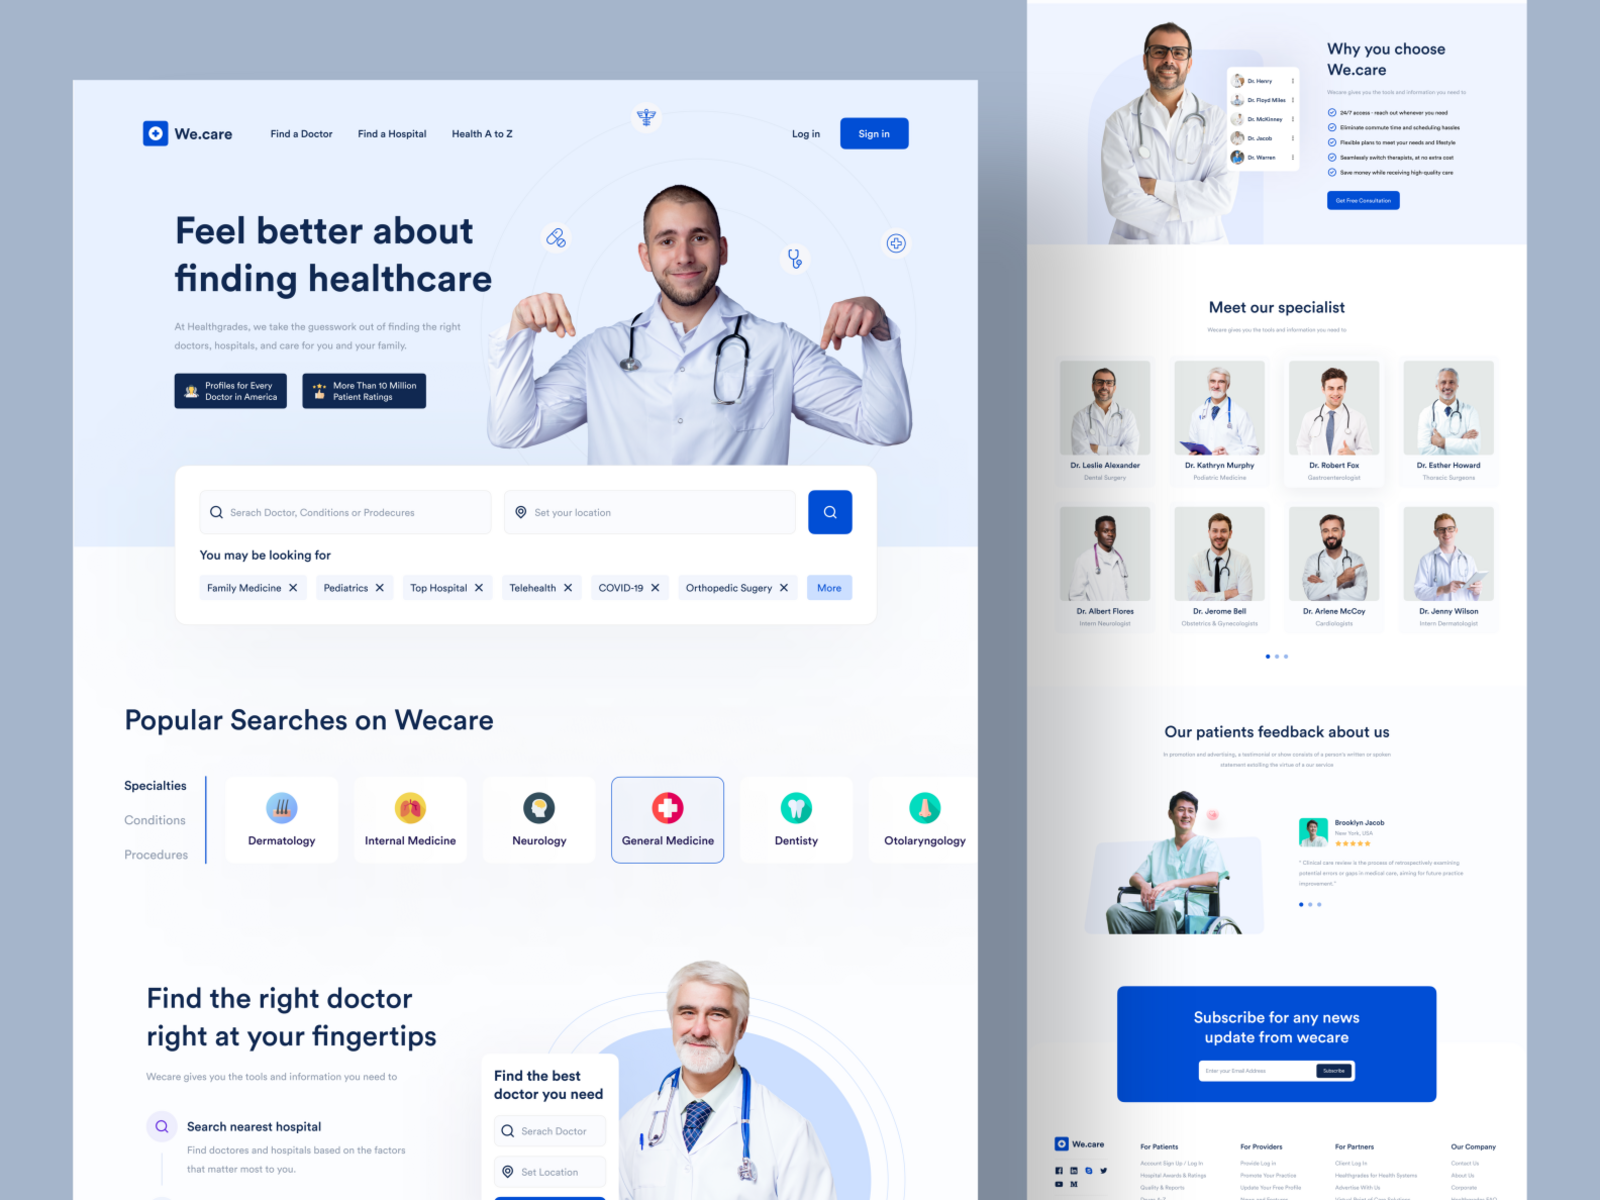 We.care
Find a Doctor
Find a Hospital
Health A to Z
Log in
Sign in
Feel better about
finding healthcare
At Healthgrades, we take the guesswork out of finding the right
doctors, hospitals, and care for you and your family.
Profiles for Every
Doctor in America
More Than 10 Million
Patient Ratings
Serach Doctor, Conditions or Prodecures
Set your location
You may be looking for
Family Medicine
Pediatrics
Top Hospital
Telehealth
COVID-19
Orthopedic Sugery
More
Popular Searches on Wecare
Specialties
Conditions
Procedures
Dermatology
Internal Medicine
Neurology
General Medicine
Dentisty
Otolaryngology
Find the right doctor
right at your fingertips
Wecare gives you the tools and information you need to
Search nearest hospital
Find doctores and hospitals based on the factors
that matter most to you.
Find the best
doctor you need
Serach Doctor
Set Location
Dr. Henry
Dr. Floyd Miles
Dr. McKinney
Dr. Jacob
Dr. Warren
Why you choose
We.care
Wecare gives you the tools and information you need to
24/7 access - reach out whenever you need
Eliminate commute time and scheduling hassles
Flexible plans to meet your needs and lifestyle
Seamlessly switch therapists, at no extra cost
Save money while receiving high-quality care
Get Free Consultation
Meet our specialist
Wecare gives you the tools and information you need to
Dr. Leslie Alexander
Dental Surgery
Dr. Kathryn Murphy
Podiatric Medicine
Dr. Robert Fox
Gastroenterologist
Dr. Esther Howard
Thoracic Surgeons
Dr. Albert Flores
Intern Neurologist
Dr. Jerome Bell
Obstetrics & Gynecologists
Dr. Arlene McCoy
Cardiologists
Dr. Jenny Wilson
Intern Dermatologist
Our patients feedback about us
In promotion and advertising, a testimonial or show consists of a person's written or spoken
statement extolling the virtue of a our service
Brooklyn Jacob
New York, USA
" Clinical care review is the process of retrospectively examining
potential errors or gaps in medical care, aiming for future practice
improvement."
Subscribe for any news
update from wecare
Enter your Email Address
Subscribe
We.care
For Patients
Account Sign Up / Log In
Hospital Awards & Ratings
Quality & Reports
For Providers
Provide Log In
Promote Your Practice
Update Your Free Profile
For Partners
Client Log In
Healthgrades for Health Systems
Advertise With Us
Our Company
Contact Us
About Us
Corporate